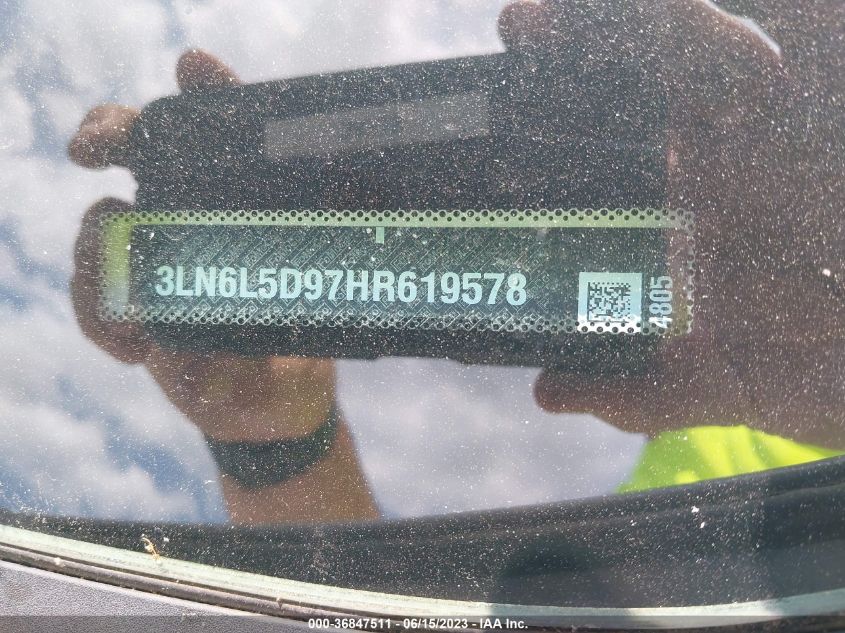 3LN6L5D97HR619578
4805
000-36847511 - 06/15/2023 - IAA Inc.